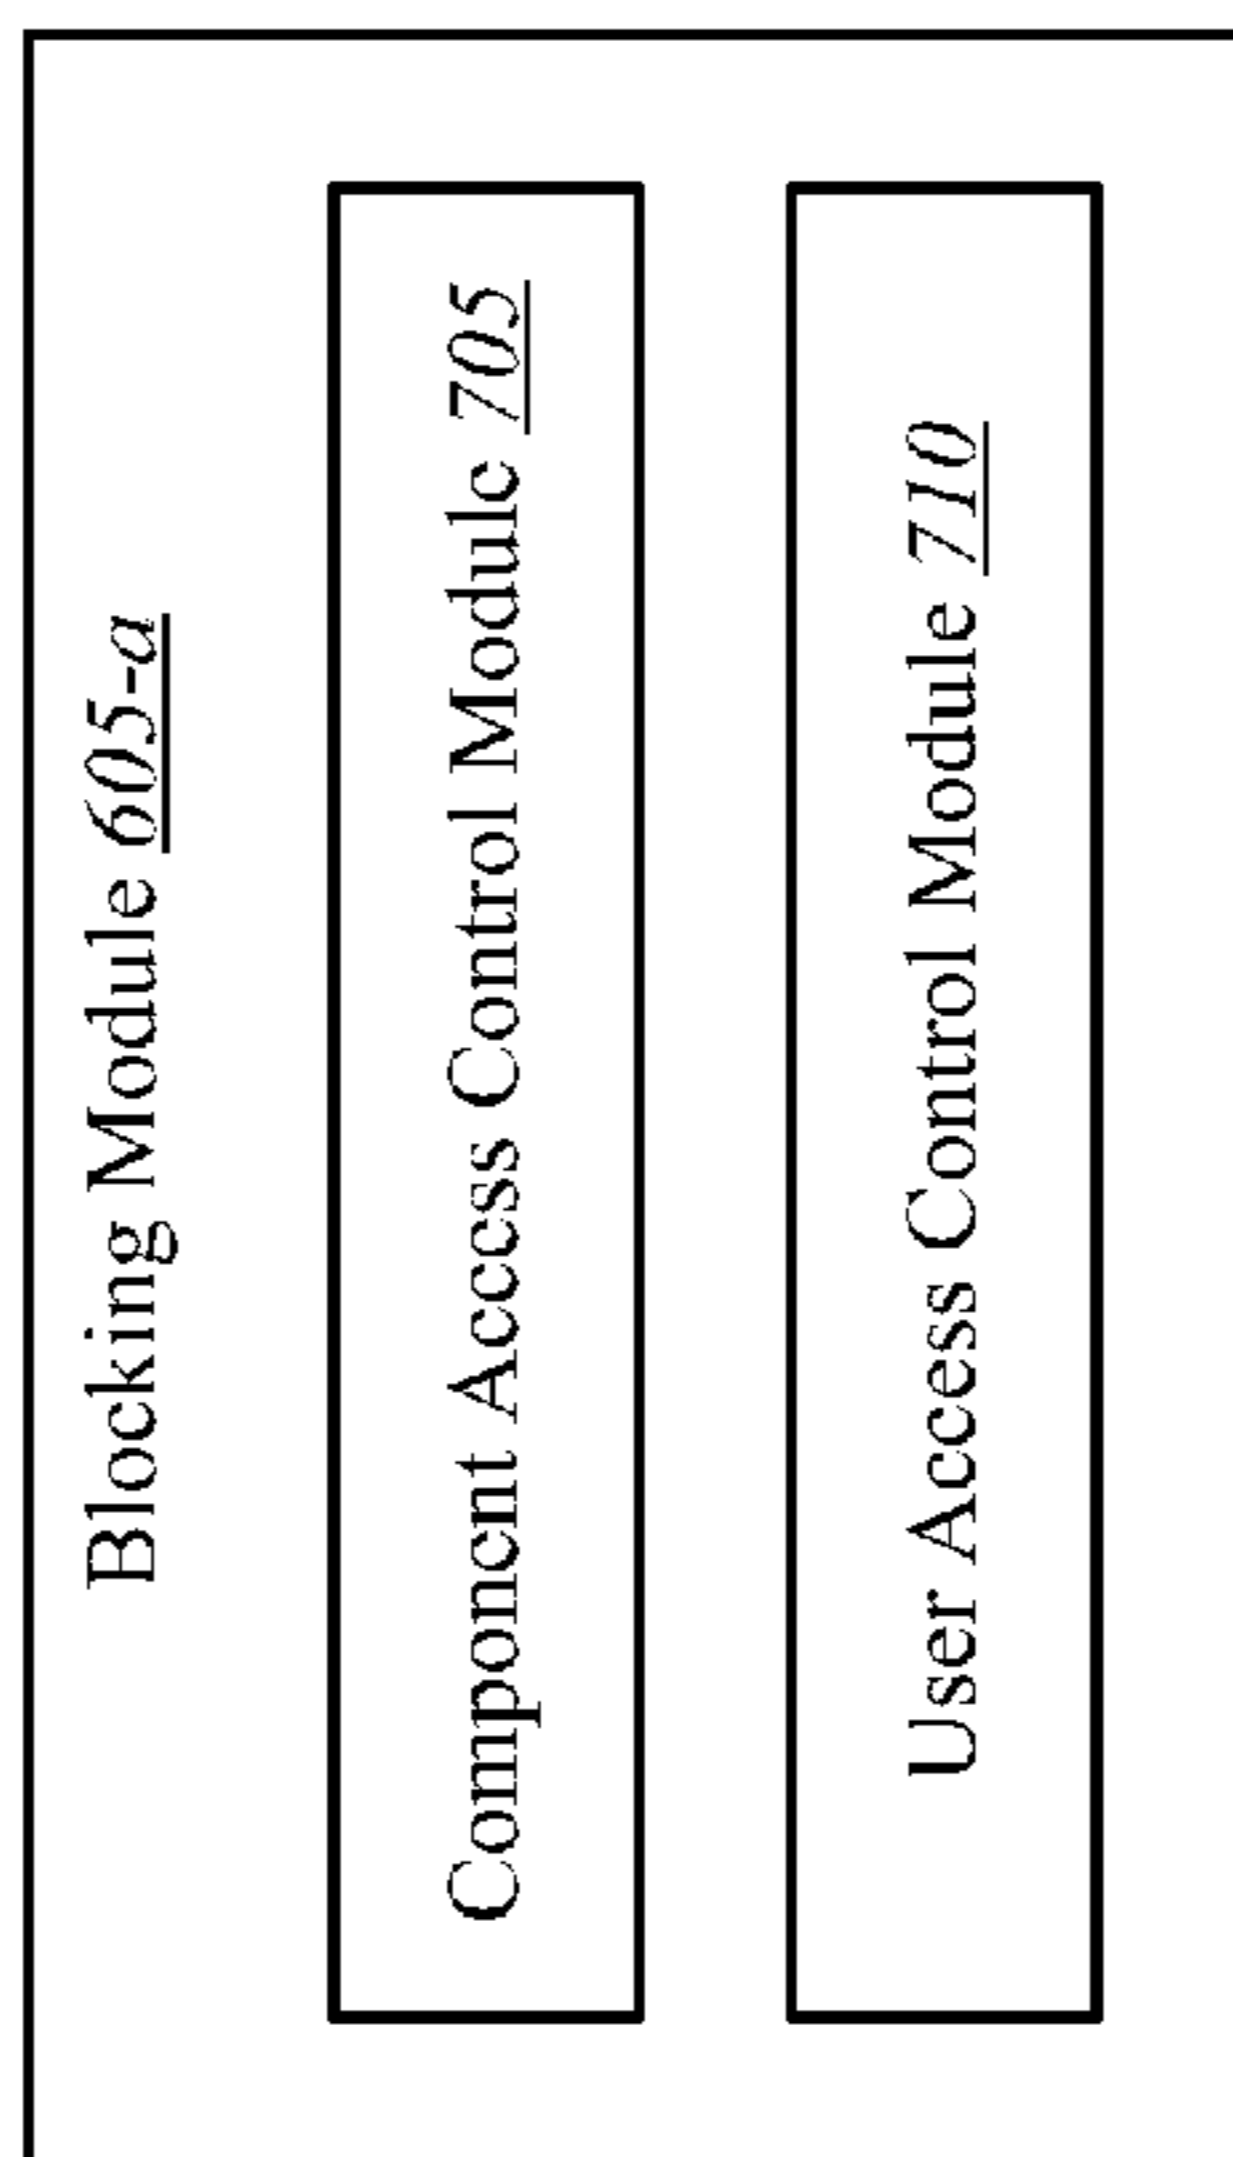 Blocking Module 605-a
Component Access Control Module 705
User Access Control Module 710